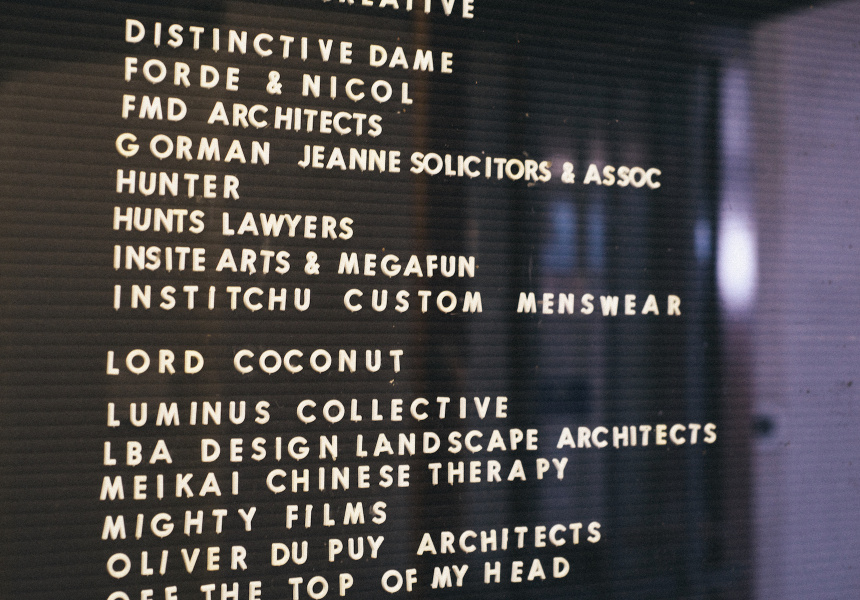 CREATIVE
DISTINCTIVE DAME
FORDE & NICOL
FMD ARCHITECTS
GORMAN JEANNE SOLICITORS & ASSOC
HUNTER
HUNTS LAWYERS
INSITE ARTS & MEGAFUN
INSTITCHU CUSTOM MENSWEAR
LORD COCONUT
LUMINUS COLLECTIVE
LBA DESIGN LANDSCAPE ARCHITECTS
MEIKAI CHINESE THERAPY
MIGHTY FILMS
OLIVER DU PUY ARCHITECTS
OFF THE TOP OF MY HEAD